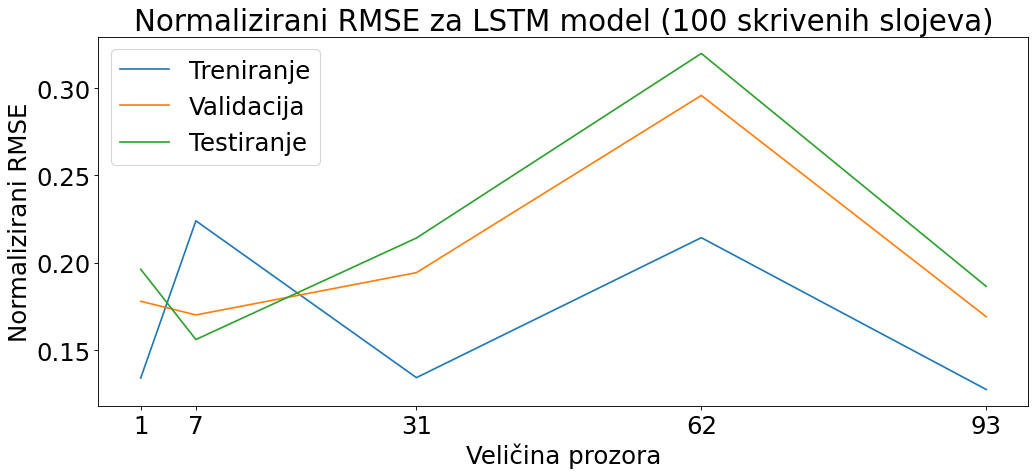 Normalizirani RMSE za LSTM model (100 skrivenih slojeva)
Treniranje
Validacija
Testiranje
Normalizirani RMSE
0.30
0.25
0.20
0.15
1 7 31 62 93
Veličina prozora